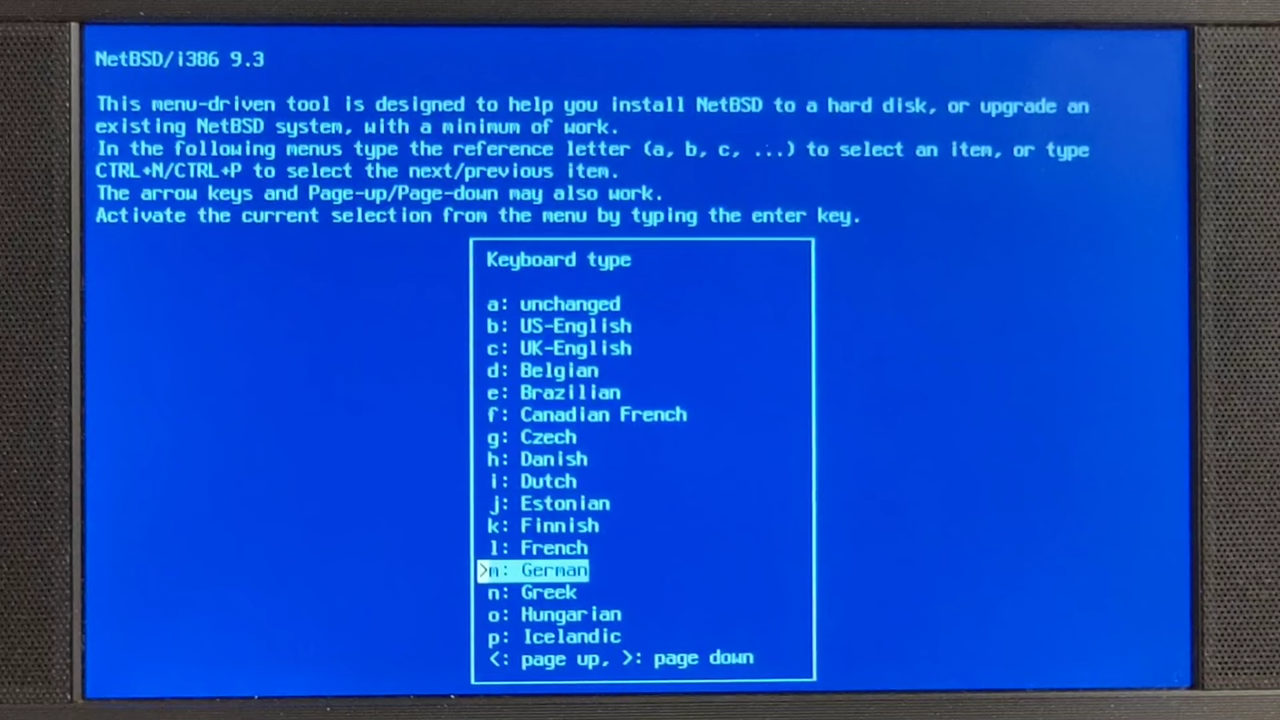 NetBSD/i386 9.3
This menu-driven tool is designed to help you install NetBSD to a hard disk, or upgrade an
existing NetBSD system, with a minimum of work.
In the following menus type the reference letter (a, b, c, ...) to select an item, or type
CTRL+N/CTRL+P to select the next/previous item.
The arrow keys and Page-up/Page-down may also work.
Activate the current selection from the menu by typing the enter key.
Keyboard type
a: unchanged
b: US-English
c: UK-English
d: Belgian
e: Brazilian
f: Canadian French
g: Czech
h: Danish
i: Dutch
j: Estonian
k: Finnish
l: French
>m: German
n: Greek
o: Hungarian
p: Icelandic
<: page up, >: page down